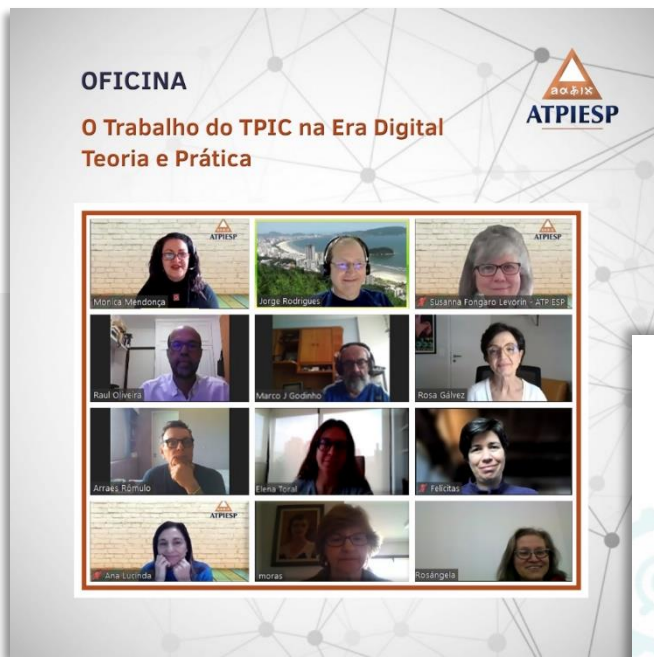 OFICINA
O Trabalho do TPIC na Era Digital
Teoria e Prática
ATPIESP
ATPIESP
Monica Mendonça
Jorge Rodrigues
ATPIESP
Susanna Fongaro Levorin - ATPIESP
Raul Oliveira
Marco J Godinho
Rosa Gálvez
Arraes Rômulo
Elena Toral
Felicitas
ATPIESP
Ana Lucinda
moras
Rosângela